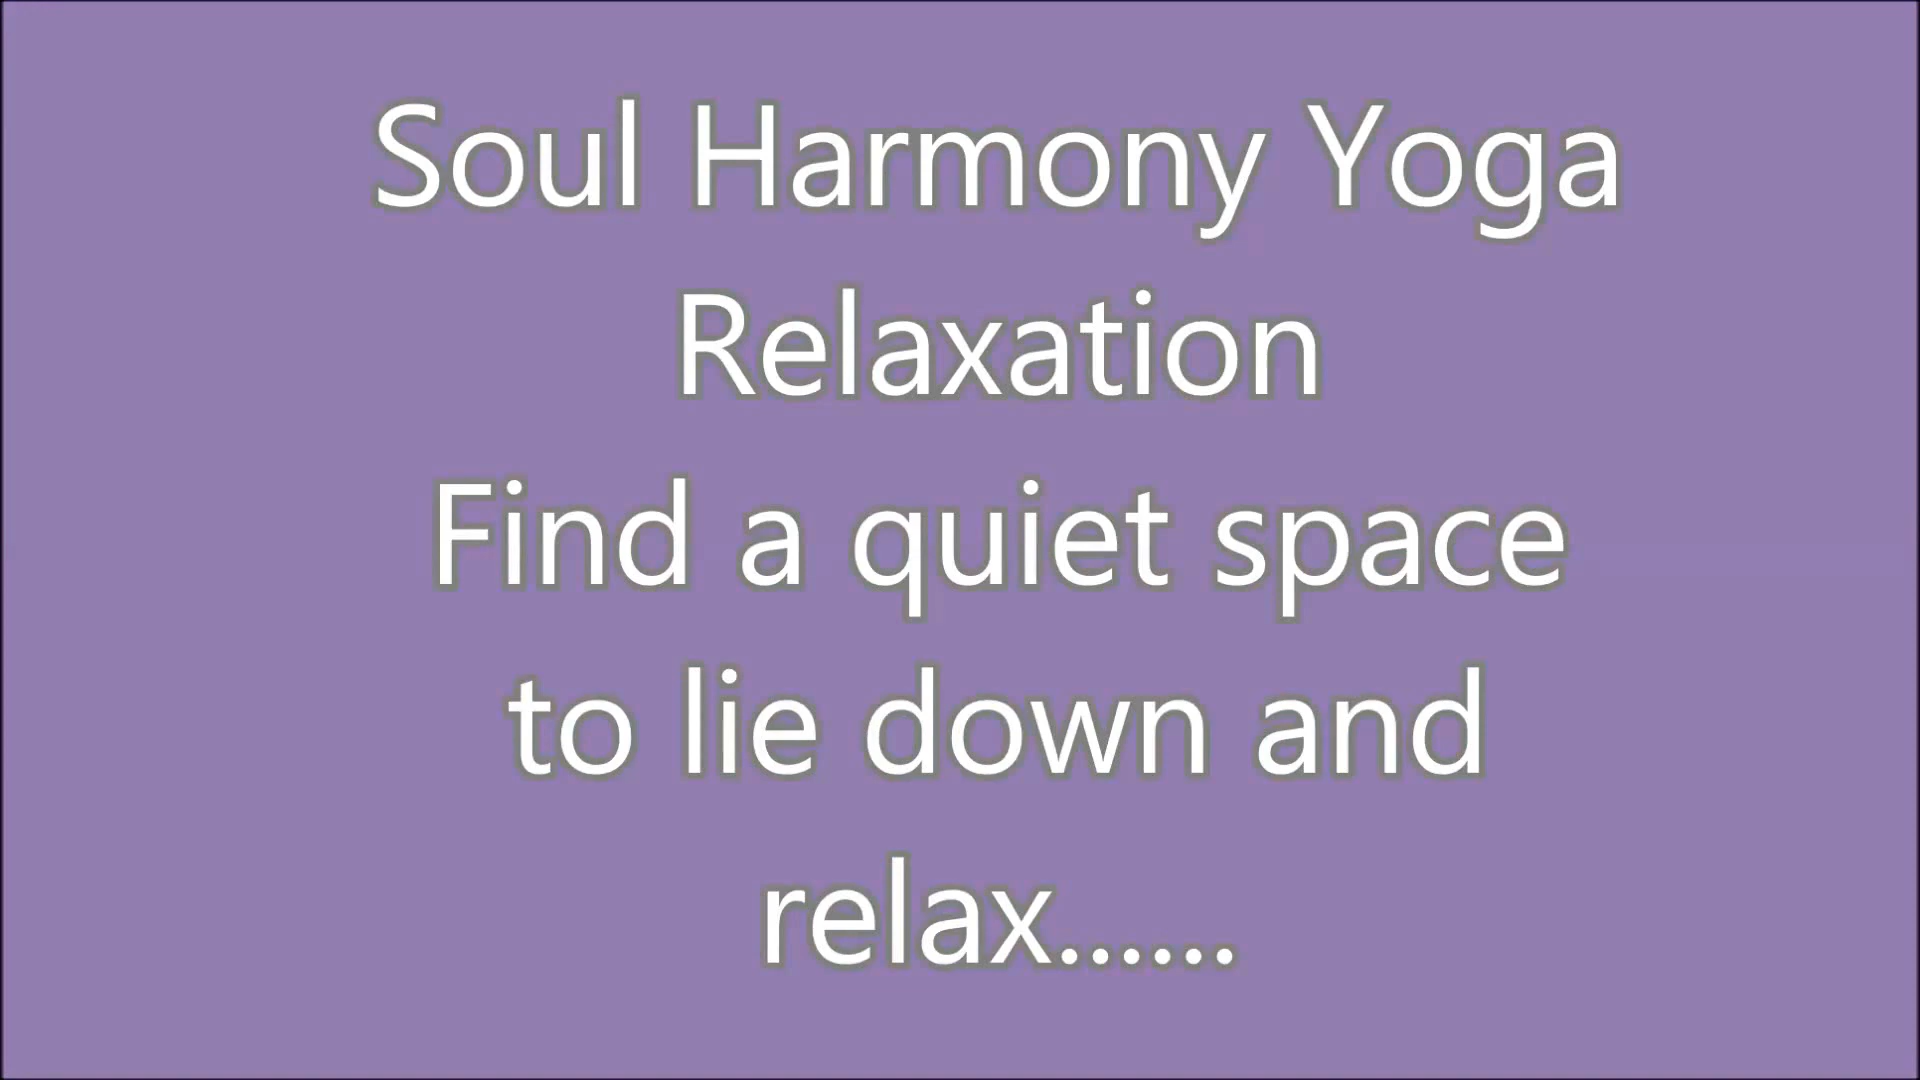 Soul Harmony Yoga
Relaxation
Find a quiet space
to lie down and
relax......